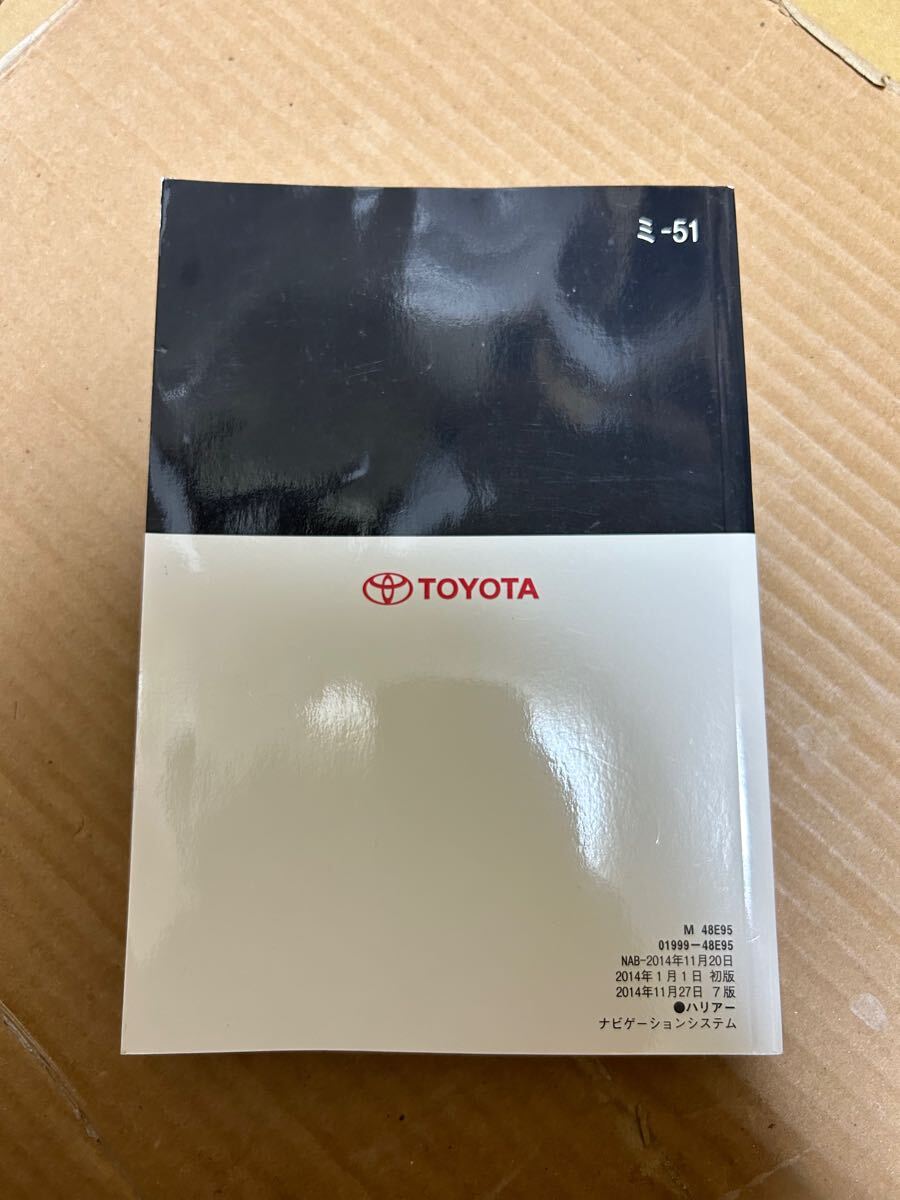 ミ-51
TOYOTA
M 48E95
01999-48E95
NAB-2014年11月20日
2014年1月1日 初版
2014年11月27日 7版
●ハリアー
ナビゲーションシステム